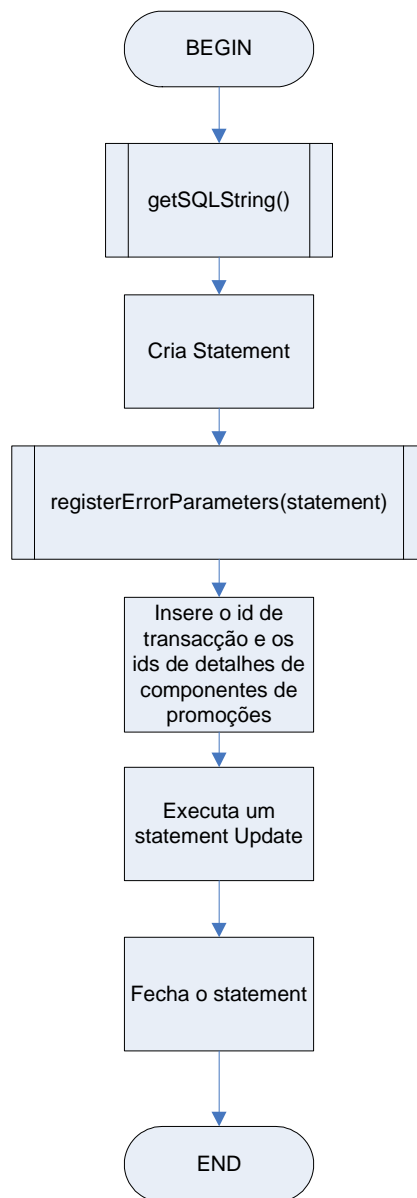 BEGIN
getSQLString()
Cria Statement
registerErrorParameters(statement)
Insere o id de
transacção e os
ids de detalhes de
componentes de
promoções
Executa um
statement Update
Fecha o statement
END